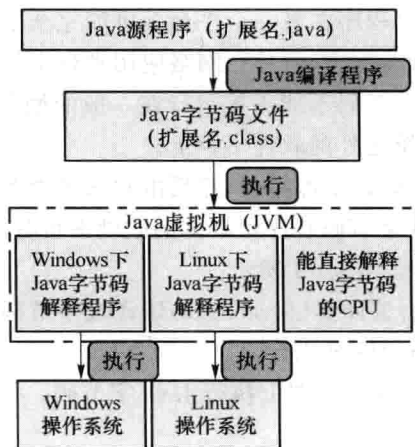 Java源程序（扩展名.java）
Java编译程序
Java字节码文件
（扩展名.class）
执行
Java虚拟机（JVM）
Windows下
Java字节码
解释程序
Linux下
Java字节码
解释程序
能直接解释
Java字节码
的CPU
执行
执行
Windows
操作系统
Linux
操作系统